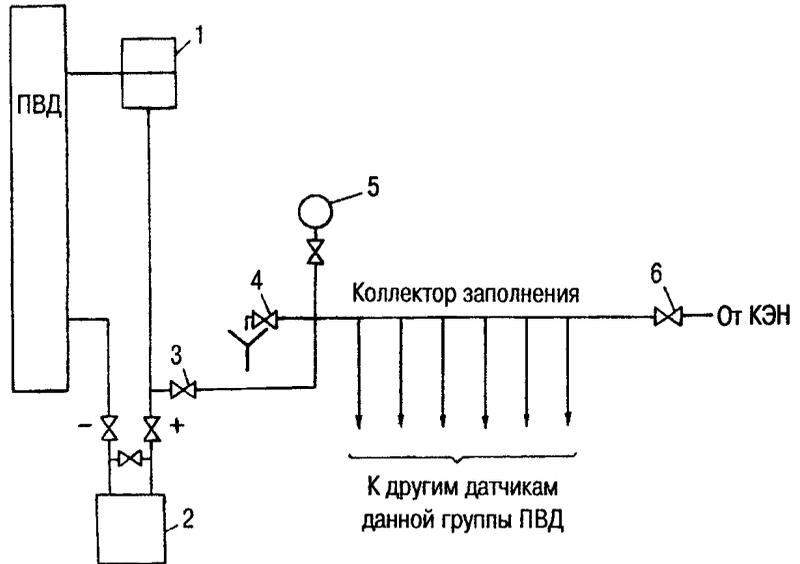 1
ПВД
5
4
Коллектор заполнения
6
От КЭН
3
- +
К другим датчикам
данной группы ПВД
2